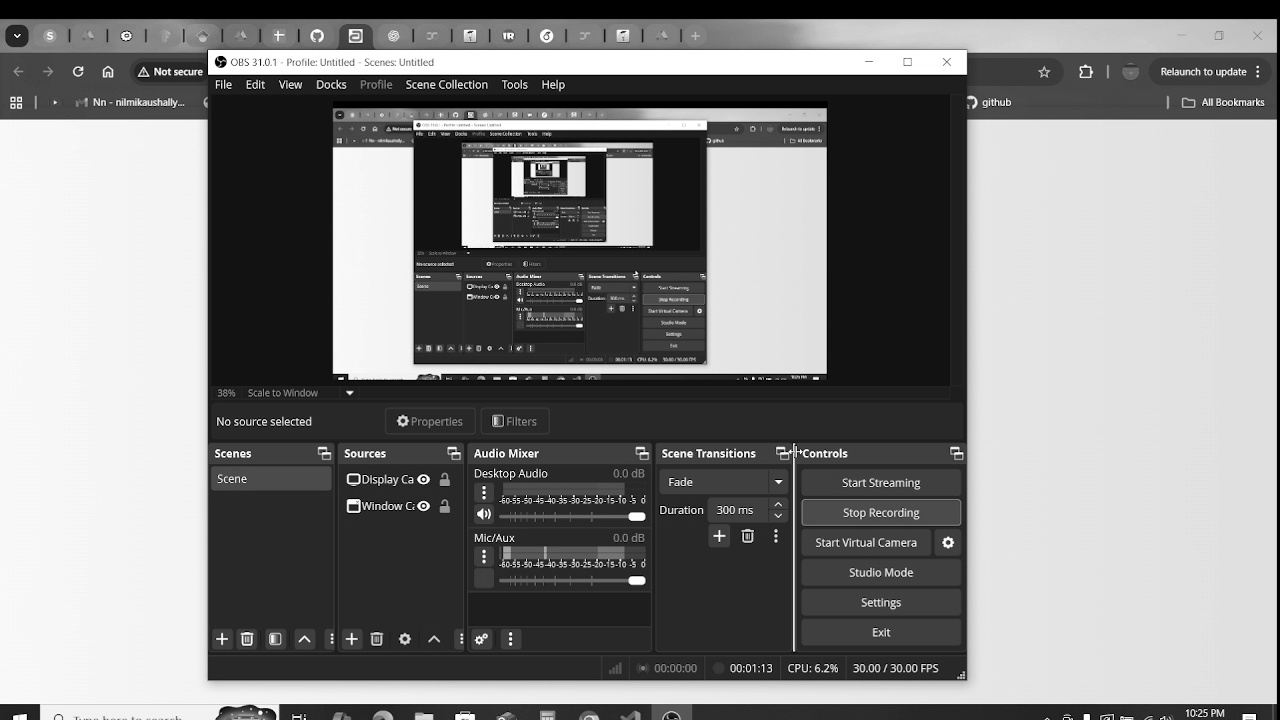 OBS 31.0.1 - Profile: Untitled - Scenes: Untitled
Not secure
Relaunch to update
Nn - nilmikaushally...
github
All Bookmarks
File Edit View Docks Profile Scene Collection Tools Help
38% Scale to Window
No source selected
Properties
Filters
Scenes
Sources
Audio Mixer
Scene Transitions
Controls
Scene
Display Ca
Window Ca
Desktop Audio 0.0 dB
-60-55-50-45-40-35-30-25-20-15-10 -5 0
Mic/Aux 0.0 dB
-60-55-50-45-40-35-30-25-20-15-10 -5 0
Fade
Duration 300 ms
Start Streaming
Stop Recording
Start Virtual Camera
Studio Mode
Settings
Exit
00:00:00
00:01:13
CPU: 6.2%
30.00 / 30.00 FPS
Type here to search
10:25 PM